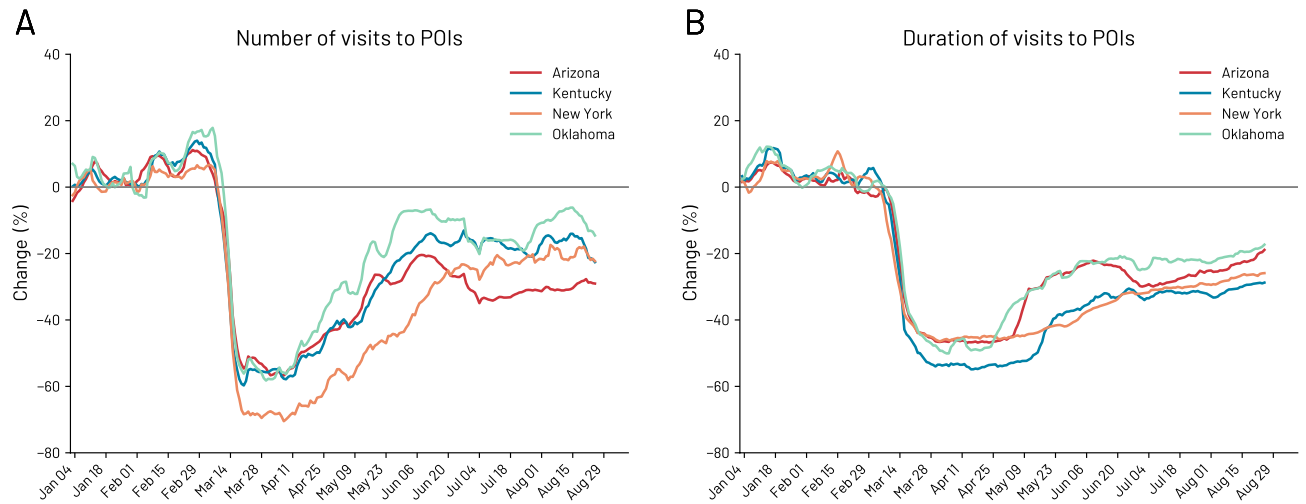 A
Number of visits to POIs
Change (%)
40
20
0
−20
−40
−60
−80
Arizona
Kentucky
New York
Oklahoma
Jan 04
Jan 18
Feb 01
Feb 15
Feb 29
Mar 14
Mar 28
Apr 11
Apr 25
May 09
May 23
Jun 06
Jun 20
Jul 04
Jul 18
Aug 01
Aug 15
Aug 29
B
Duration of visits to POIs
Change (%)
40
20
0
−20
−40
−60
−80
Arizona
Kentucky
New York
Oklahoma
Jan 04
Jan 18
Feb 01
Feb 15
Feb 29
Mar 14
Mar 28
Apr 11
Apr 25
May 09
May 23
Jun 06
Jun 20
Jul 04
Jul 18
Aug 01
Aug 15
Aug 29